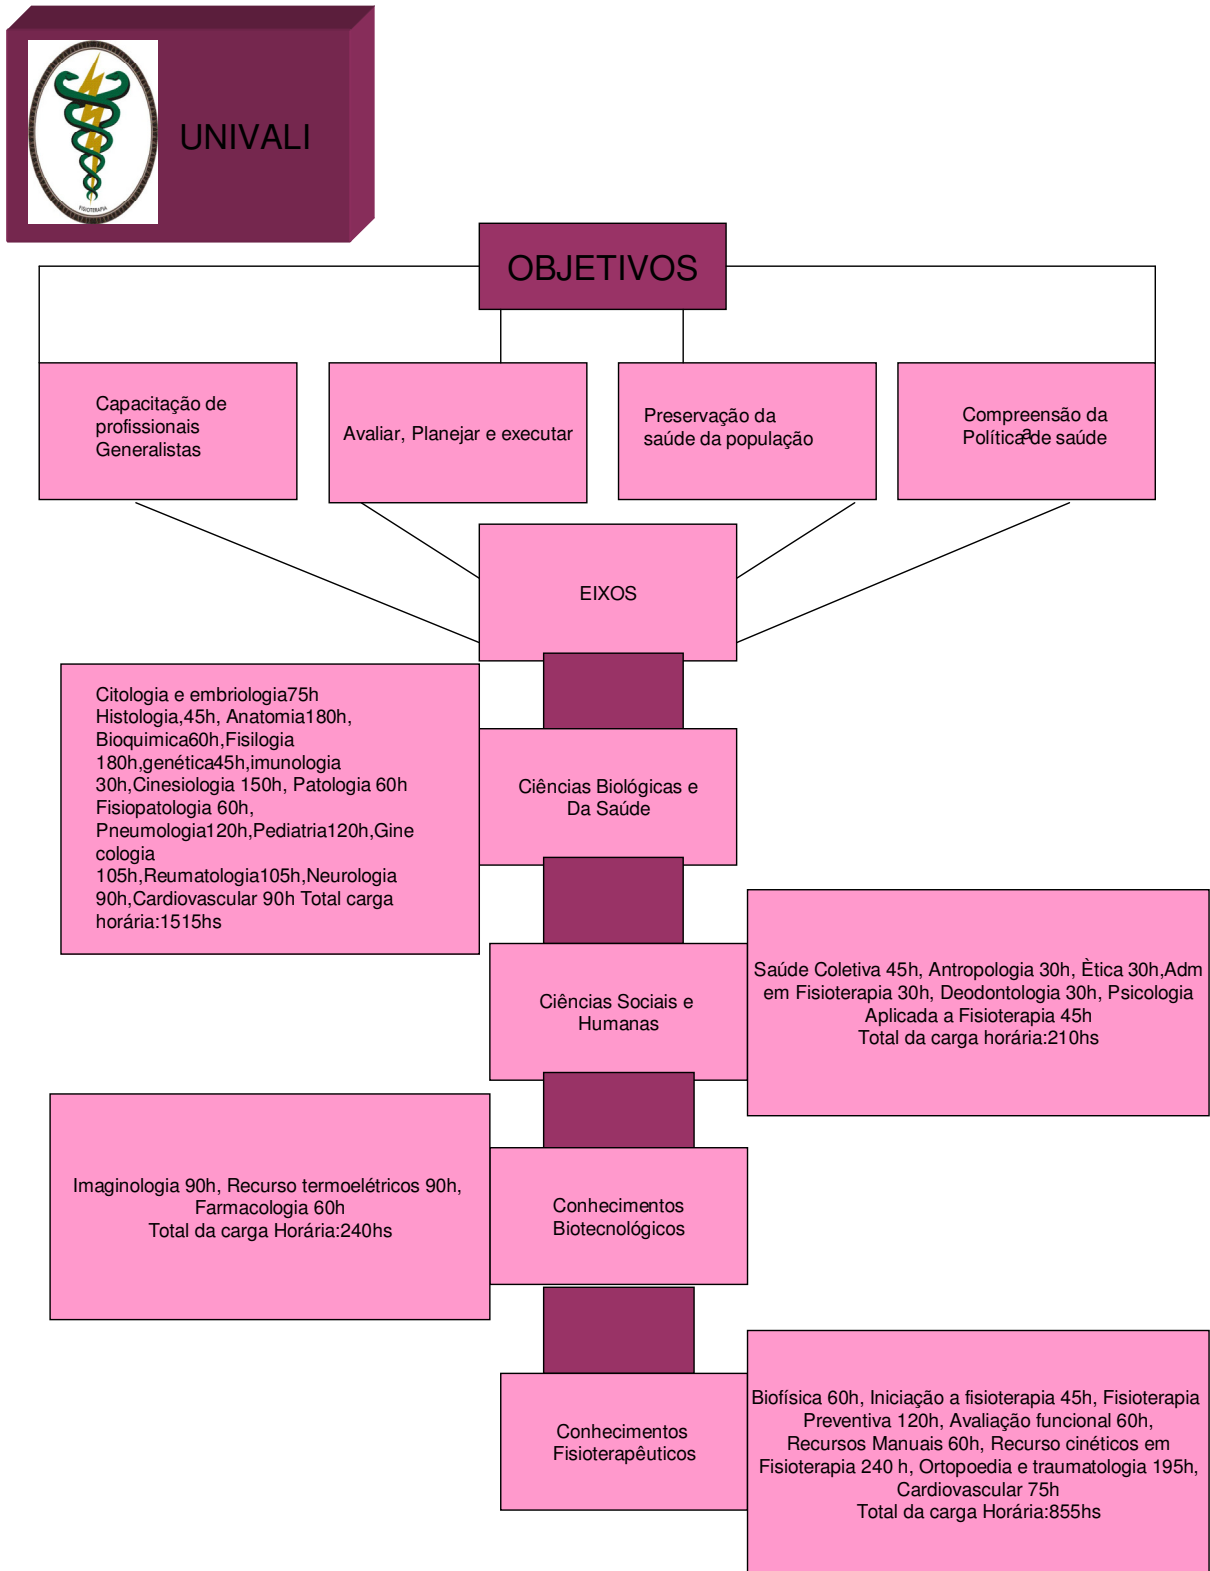 UNIVALI
FISIOTERAPIA
OBJETIVOS
Capacitação de
profissionais
Generalistas
Avaliar, Planejar e executar
Preservação da
saúde da população
Compreensão da
Política de saúde
a
EIXOS
Citologia e embriologia75h
Histologia,45h, Anatomia180h,
Bioquimica60h,Fisilogia
180h,genética45h,imunologia
30h,Cinesiologia 150h, Patologia 60h
Fisiopatologia 60h,
Pneumologia120h,Pediatria120h,Gine
cologia
105h,Reumatologia105h,Neurologia
90h,Cardiovascular 90h Total carga
horária:1515hs
Ciências Biológicas e
Da Saúde
Ciências Sociais e
Humanas
Saúde Coletiva 45h, Antropologia 30h, Ètica 30h,Adm
em Fisioterapia 30h, Deodontologia 30h, Psicologia
Aplicada a Fisioterapia 45h
Total da carga horária:210hs
Imaginologia 90h, Recurso termoelétricos 90h,
Farmacologia 60h
Total da carga Horária:240hs
Conhecimentos
Biotecnológicos
Conhecimentos
Fisioterapêuticos
Biofísica 60h, Iniciação a fisioterapia 45h, Fisioterapia
Preventiva 120h, Avaliação funcional 60h,
Recursos Manuais 60h, Recurso cinéticos em
Fisioterapia 240 h, Ortopoedia e traumatologia 195h,
Cardiovascular 75h
Total da carga Horária:855hs